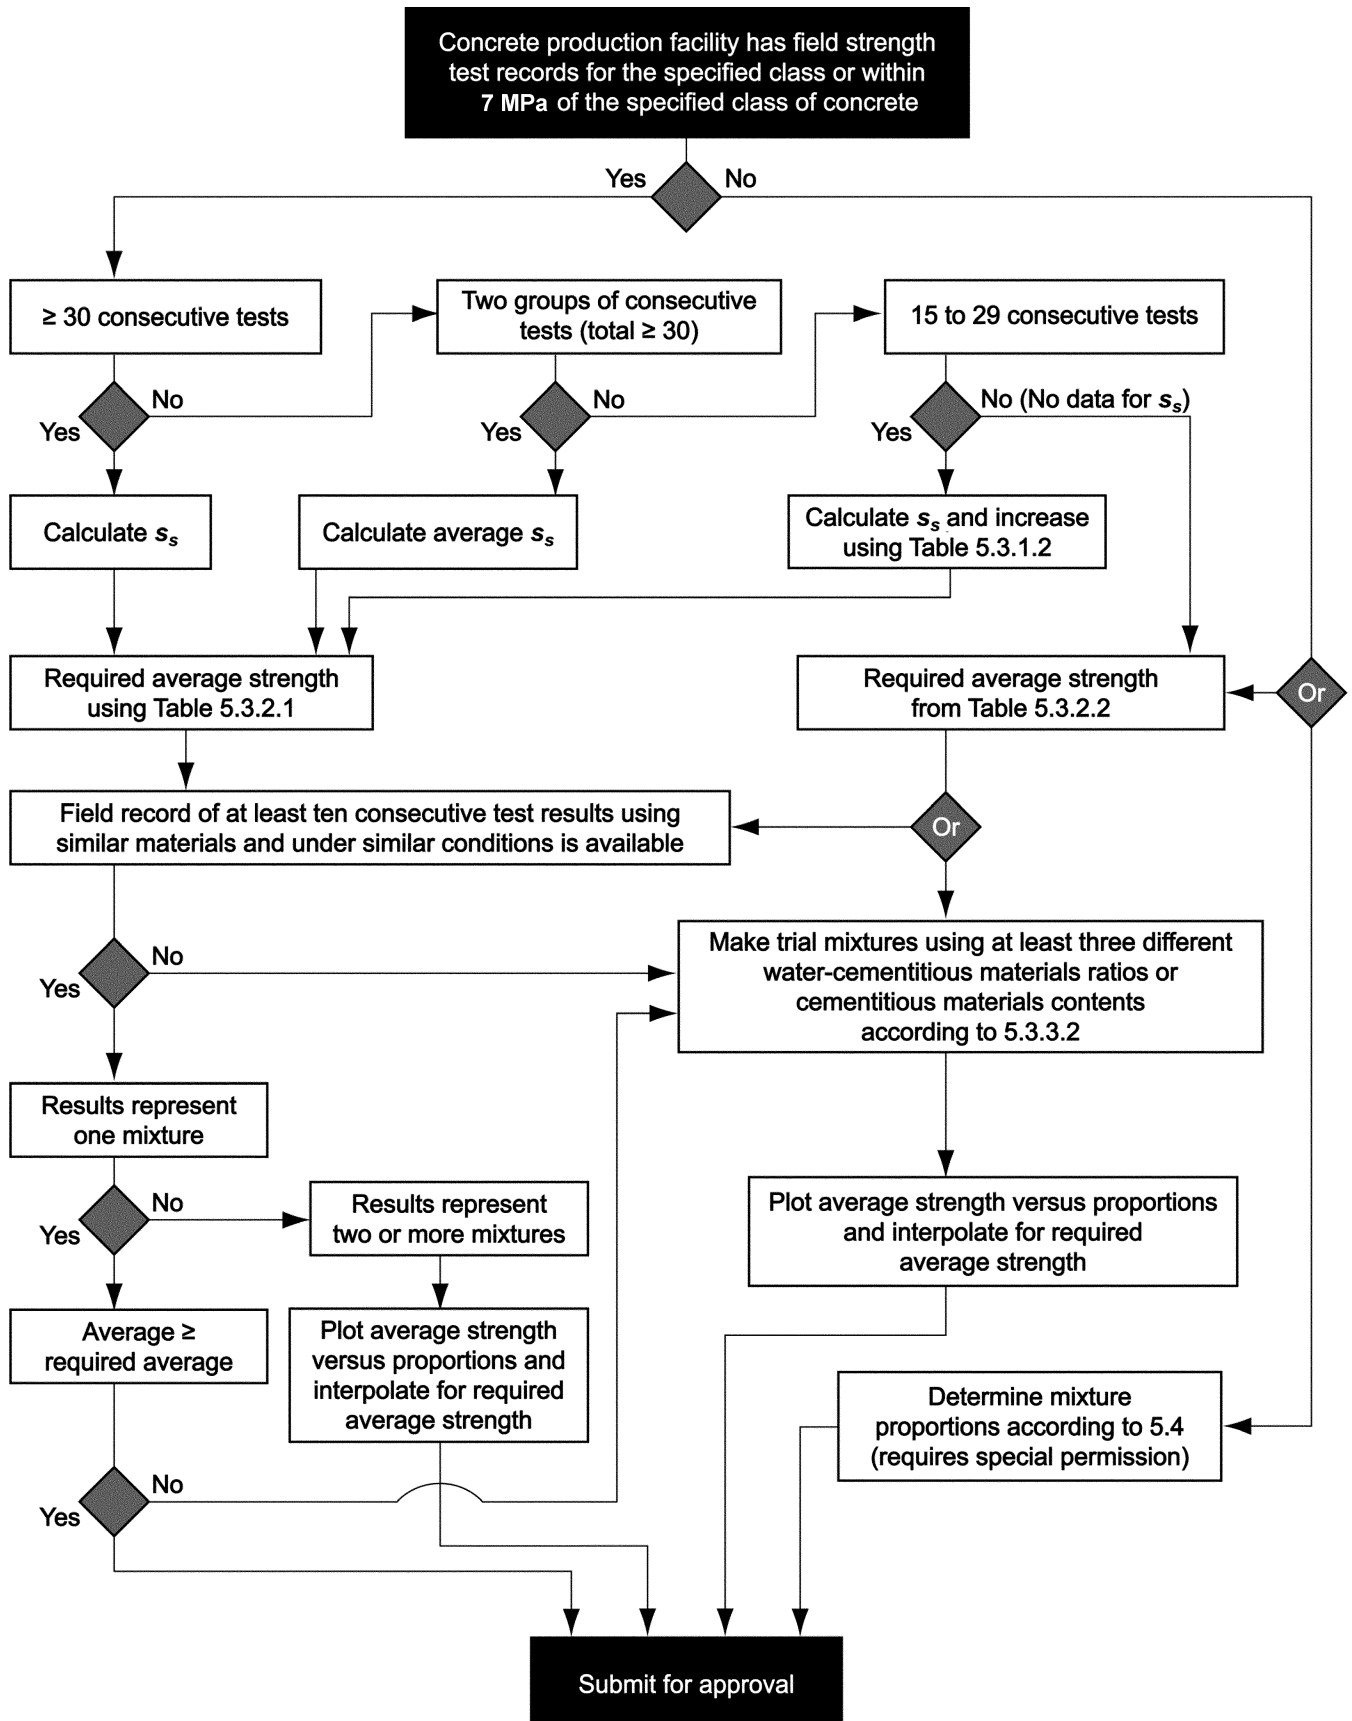 Concrete production facility has field strength
test records for the specified class or within
7 MPa of the specified class of concrete
Yes
No
≥ 30 consecutive tests
Two groups of consecutive
tests (total ≥ 30)
15 to 29 consecutive tests
No
Yes
No
Yes
No (No data for ss)
Yes
Calculate ss
Calculate average ss
Calculate ss and increase
using Table 5.3.1.2
Required average strength
using Table 5.3.2.1
Required average strength
from Table 5.3.2.2
Or
Field record of at least ten consecutive test results using
similar materials and under similar conditions is available
Or
No
Yes
Make trial mixtures using at least three different
water-cementitious materials ratios or
cementitious materials contents
according to 5.3.3.2
Results represent
one mixture
No
Yes
Results represent
two or more mixtures
Plot average strength versus proportions
and interpolate for required
average strength
Average ≥
required average
Plot average strength
versus proportions and
interpolate for required
average strength
Determine mixture
proportions according to 5.4
(requires special permission)
No
Yes
Submit for approval